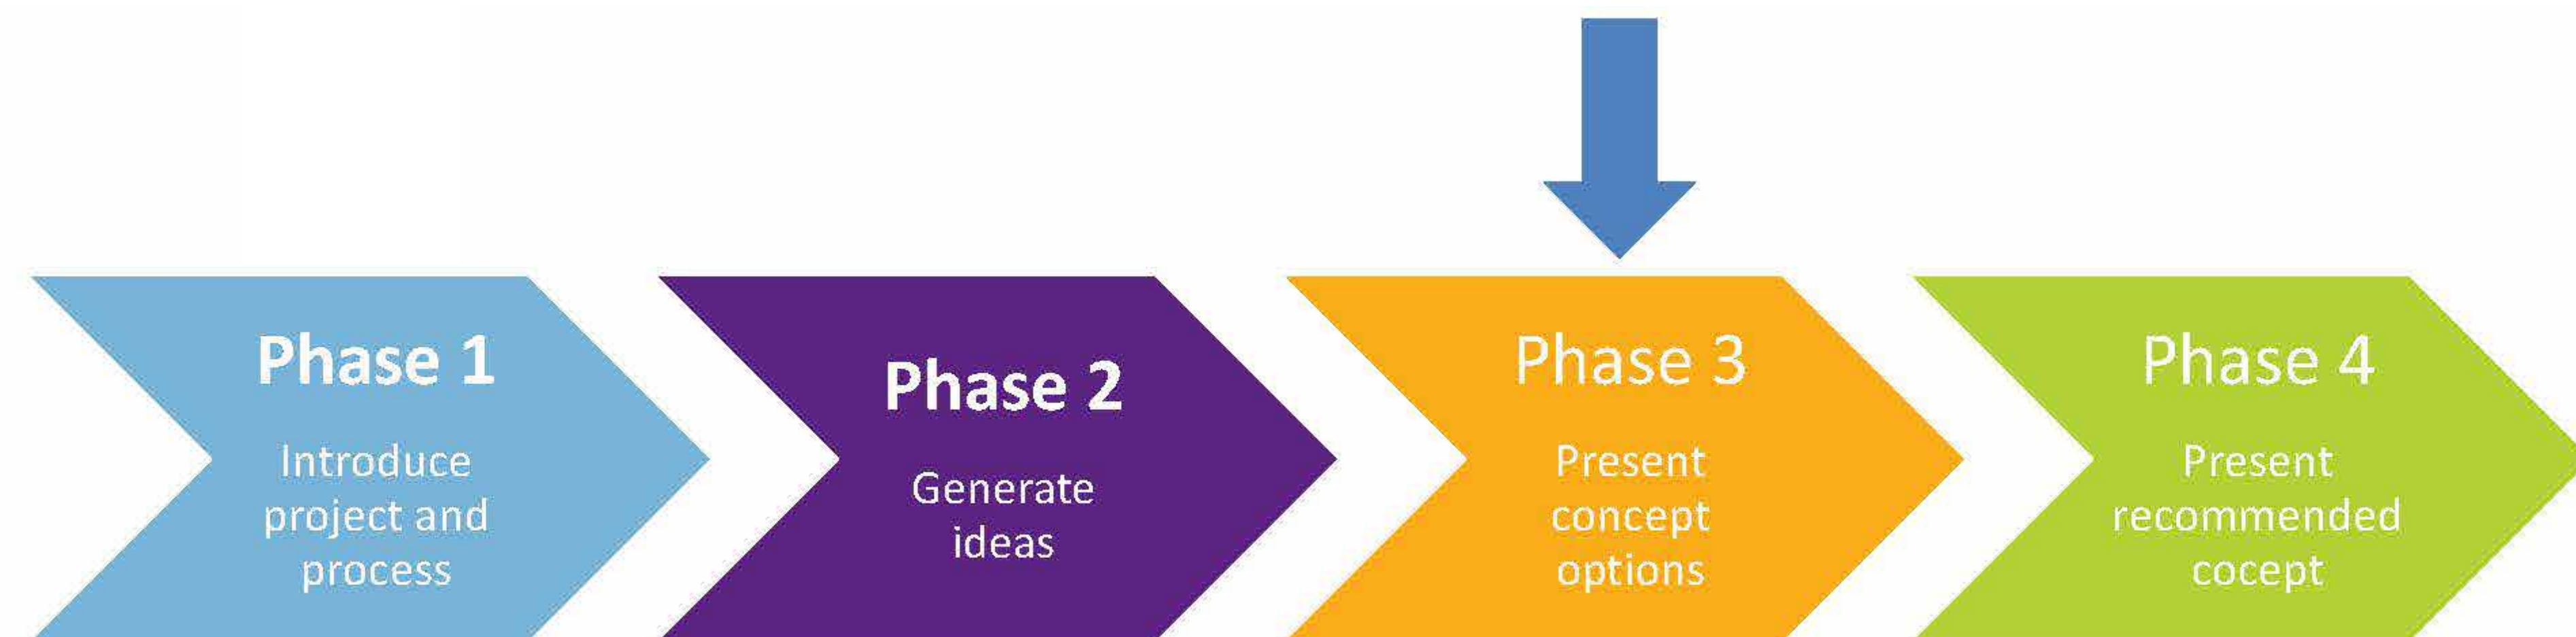 Phase 1
Introduce
project and
process
Phase 2
Generate
ideas
Phase 3
Present
concept
options
Phase 4
Present
recommended
cocept